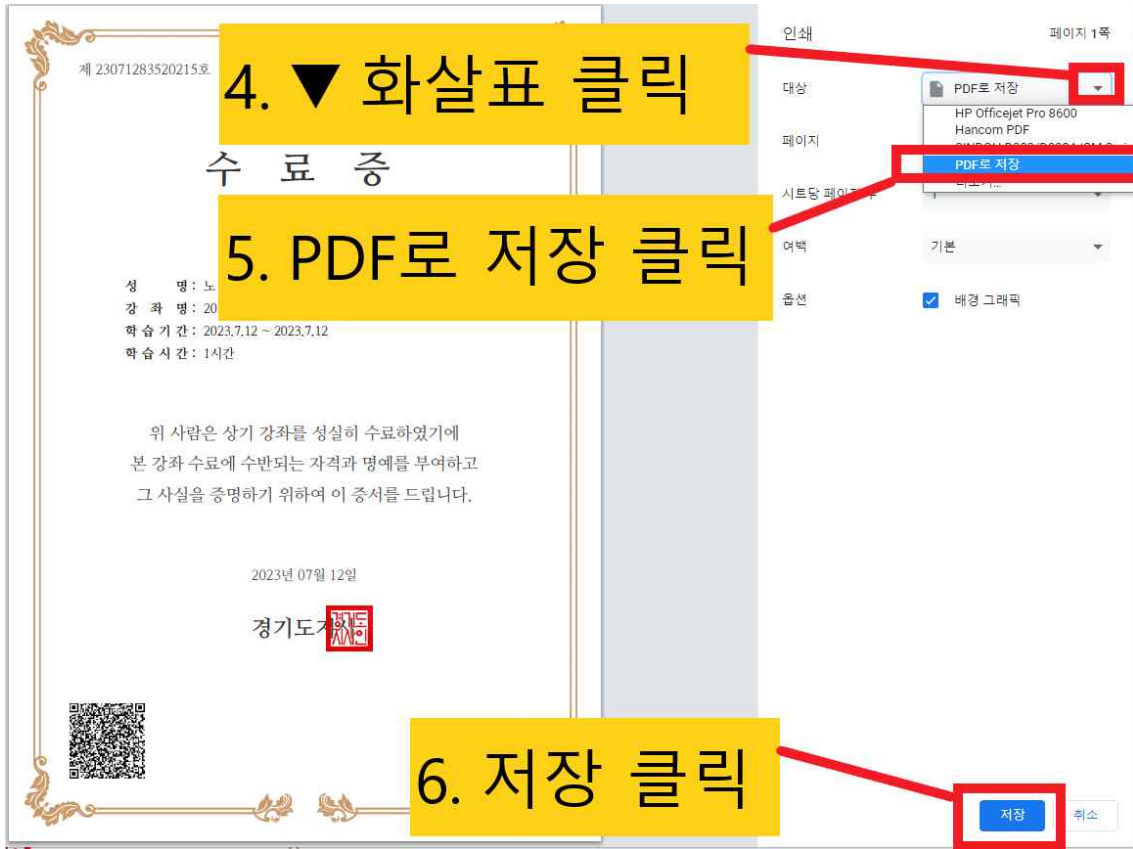 제 23071283520215호
4. ▼ 화살표 클릭
수 료 증
5. PDF로 저장 클릭
성 명 : 노
강 좌 명 : 20
학 습 기 간 : 2023.7.12 ~ 2023.7.12
학 습 시 간 : 1시간
위 사람은 상기 강좌를 성실히 수료하였기에
본 강좌 수료에 수반되는 자격과 명예를 부여하고
그 사실을 증명하기 위하여 이 증서를 드립니다.
2023년 07월 12일
경기도지사
6. 저장 클릭
인쇄 페이지 1쪽
대상 PDF로 저장
HP Officejet Pro 8600
Hancom PDF
페이지
PDF로 저장
시트당 페이지
여백 기본
옵션 배경 그래픽
저장 취소